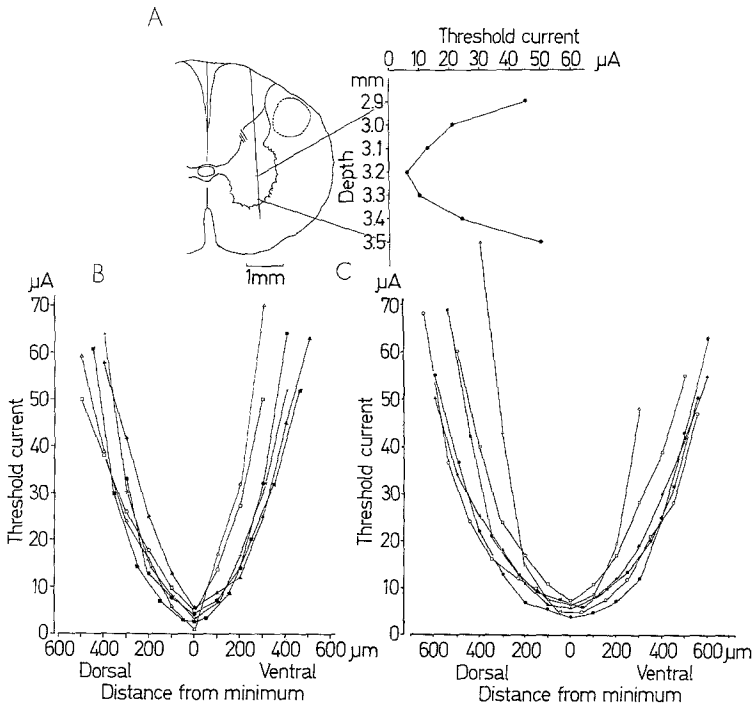 A
Threshold current
0 10 20 30 40 50 60 µA
mm
2.9
3.0
3.1
3.2
3.3
3.4
3.5
Depth
1mm
B
µA
70
60
50
40
30
20
10
0
Threshold current
600 400 200 0 200 400 600 µm
Dorsal Ventral
Distance from minimum
C
µA
70
60
50
40
30
20
10
0
Threshold current
600 400 200 0 200 400 600 µm
Dorsal Ventral
Distance from minimum